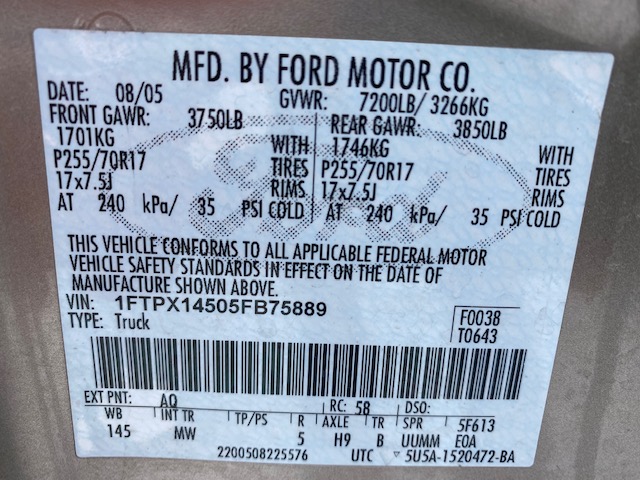 MFD. BY FORD MOTOR CO.
DATE: 08/05 GVWR: 7200LB/ 3266KG
FRONT GAWR: 3750LB REAR GAWR: 3850LB
1701KG WITH 1746KG WITH
P255/70R17 TIRES P255/70R17 TIRES
17x7.5J RIMS 17x7.5J RIMS
AT 240 kPa/ 35 PSI COLD AT 240 kPa/ 35 PSI COLD
Ford
THIS VEHICLE CONFORMS TO ALL APPLICABLE FEDERAL MOTOR
VEHICLE SAFETY STANDARDS IN EFFECT ON THE DATE OF
MANUFACTURE SHOWN ABOVE.
VIN: 1FTPX14505FB75889 F0038
TYPE: Truck T0643
EXT PNT: AQ RC: 58 DSO:
WB INT TR TP/PS R AXLE TR SPR 5F613
145 MW 5 H9 B UUMM E0A
2200508225576 UTC 5U5A-1520472-BA